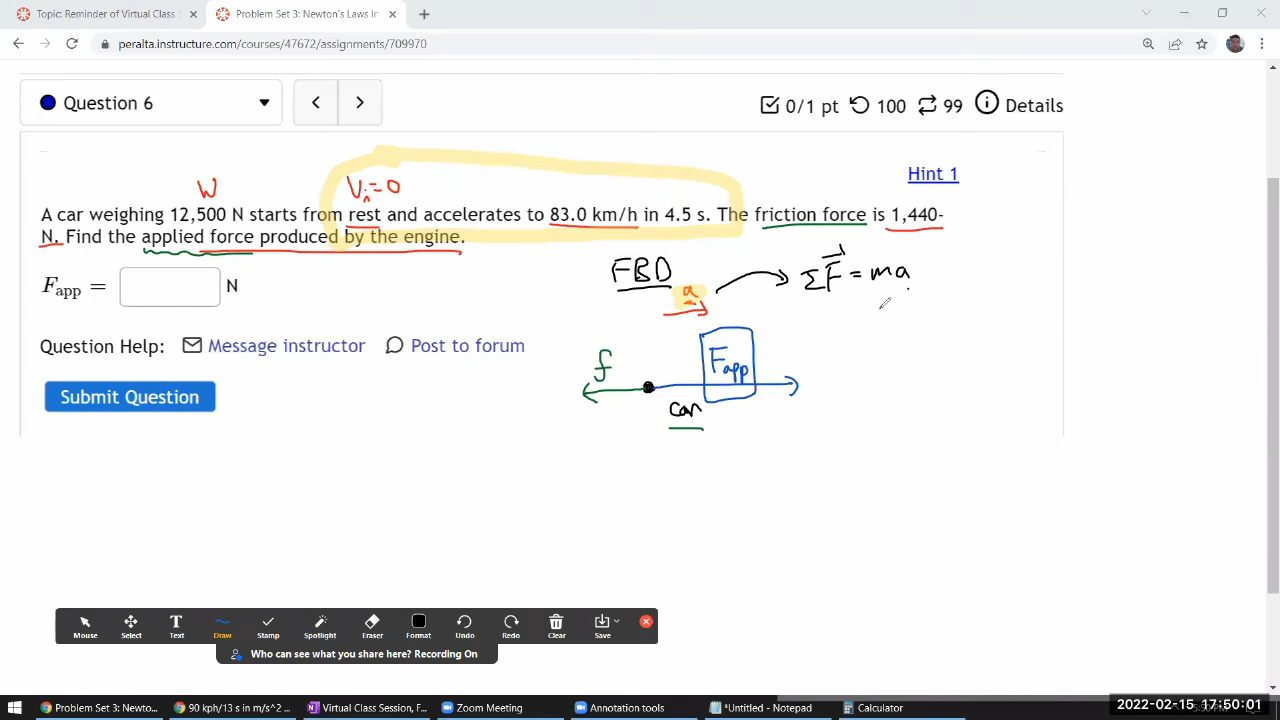 Topic: Reminder of Virtual Class S
Problem Set 3: Newton's Laws In
peralta.instructure.com/courses/47672/assignments/709970
Question 6
0/1 pt 100 99 Details
Hint 1
W
Vi=0
A car weighing 12,500 N starts from rest and accelerates to 83.0 km/h in 4.5 s. The friction force is 1,440-
N. Find the applied force produced by the engine.
Fapp = N
FBD
a
ΣF = ma
Question Help: Message instructor Post to forum
f
Fapp
car
Submit Question
Mouse Select Text Draw Stamp Spotlight Eraser Format Undo Redo Clear Save
Who can see what you share here? Recording On
Problem Set 3: Newto... 90 kph/13 s in m/s^2 Virtual Class Session, F... Zoom Meeting Annotation tools *Untitled - Notepad Calculator
2022-02-15 17:50:01